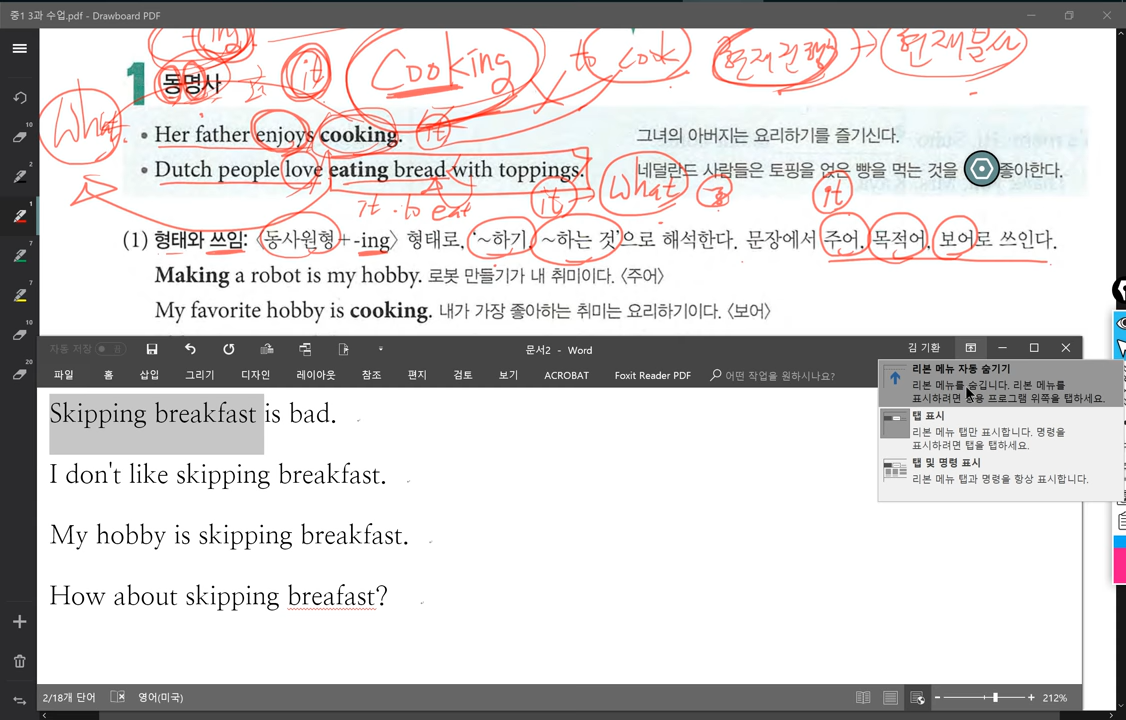 중1 3과 수업.pdf - Drawboard PDF
-ing
Cooking
to cook
현재진행 → 현재분사
1 동명사
it
What
• Her father enjoys cooking. it
그녀의 아버지는 요리하기를 즐기신다.
• Dutch people love eating bread with toppings.
네덜란드 사람들은 토핑을 얹은 빵을 먹는 것을 좋아한다.
it. to eat
it
What
it
(1) 형태와 쓰임: 〈동사원형+-ing〉 형태로, '~하기, ~하는 것'으로 해석한다. 문장에서 주어, 목적어, 보어로 쓰인다.
Making a robot is my hobby. 로봇 만들기가 내 취미이다. 〈주어〉
My favorite hobby is cooking. 내가 가장 좋아하는 취미는 요리하기이다. 〈보어〉
자동 저장
문서2 - Word
김 기환
파일 홈 삽입 그리기 디자인 레이아웃 참조 편지 검토 보기 ACROBAT Foxit Reader PDF 어떤 작업을 원하시나요?
리본 메뉴 자동 숨기기
리본 메뉴를 숨깁니다. 리본 메뉴를
표시하려면 응용 프로그램 위쪽을 탭하세요.
탭 표시
리본 메뉴 탭만 표시합니다. 명령을
표시하려면 탭을 탭하세요.
탭 및 명령 표시
리본 메뉴 탭과 명령을 항상 표시합니다.
Skipping breakfast is bad.
I don't like skipping breakfast.
My hobby is skipping breakfast.
How about skipping breafast?
2/18개 단어 영어(미국)
212%